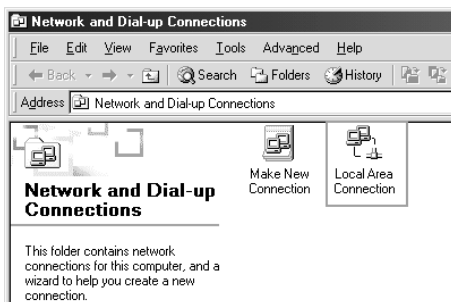 Network and Dial-up Connections
File Edit View Favorites Tools Advanced Help
Back Search Folders History
Address Network and Dial-up Connections
Make New Connection
Local Area Connection
Network and Dial-up
Connections
This folder contains network
connections for this computer, and a
wizard to help you create a new
connection.